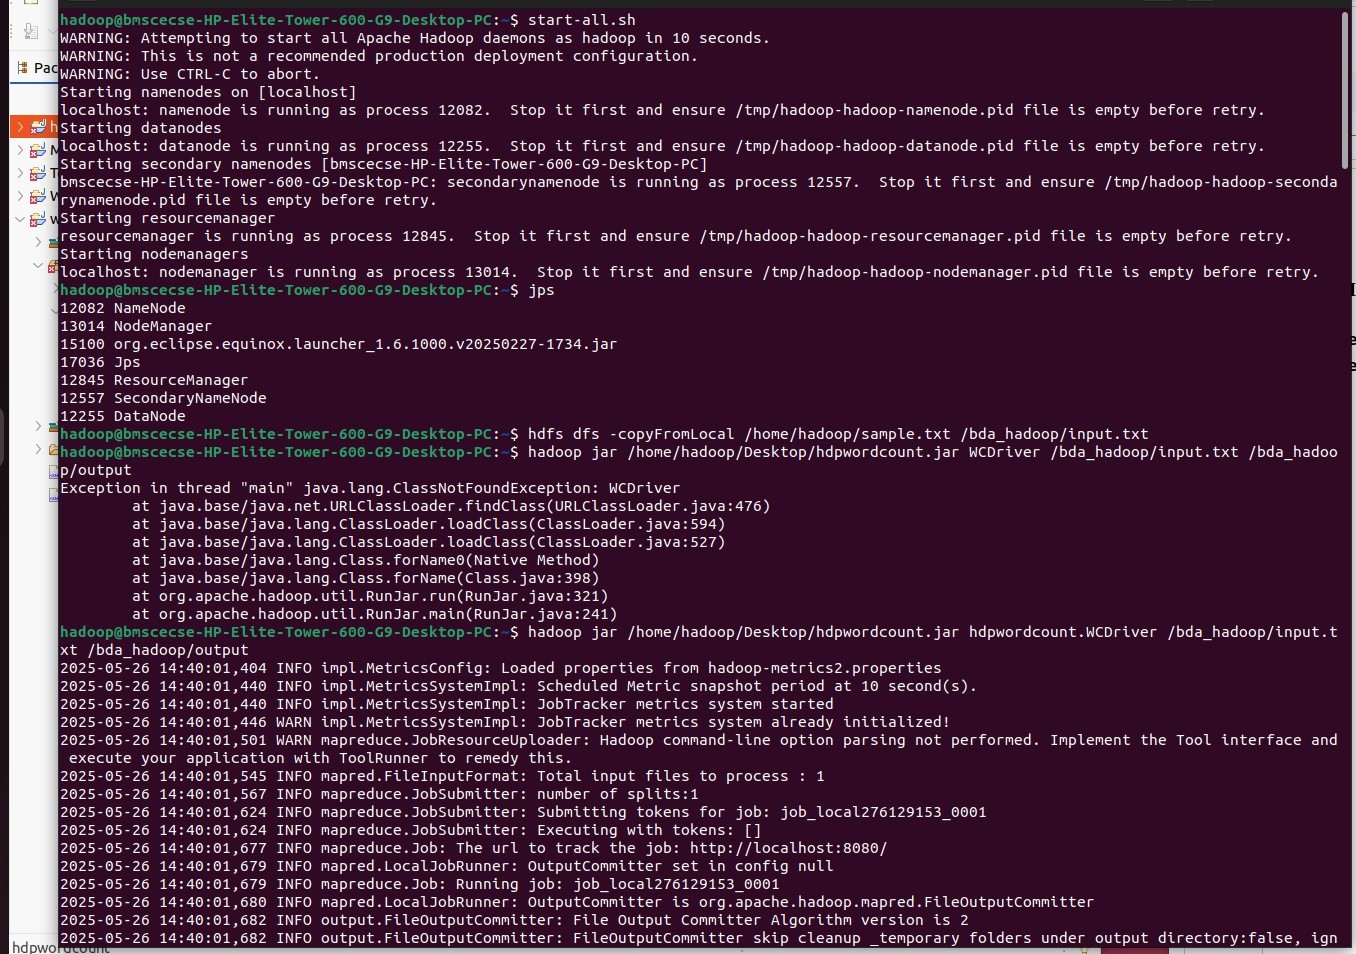 hadoop@bmscecse-HP-Elite-Tower-600-G9-Desktop-PC:~$ start-all.sh
WARNING: Attempting to start all Apache Hadoop daemons as hadoop in 10 seconds.
WARNING: This is not a recommended production deployment configuration.
WARNING: Use CTRL-C to abort.
Starting namenodes on [localhost]
localhost: namenode is running as process 12082.  Stop it first and ensure /tmp/hadoop-hadoop-namenode.pid file is empty before retry.
Starting datanodes
localhost: datanode is running as process 12255.  Stop it first and ensure /tmp/hadoop-hadoop-datanode.pid file is empty before retry.
Starting secondary namenodes [bmscecse-HP-Elite-Tower-600-G9-Desktop-PC]
bmscecse-HP-Elite-Tower-600-G9-Desktop-PC: secondarynamenode is running as process 12557.  Stop it first and ensure /tmp/hadoop-hadoop-seconda
rynamenode.pid file is empty before retry.
Starting resourcemanager
resourcemanager is running as process 12845.  Stop it first and ensure /tmp/hadoop-hadoop-resourcemanager.pid file is empty before retry.
Starting nodemanagers
localhost: nodemanager is running as process 13014.  Stop it first and ensure /tmp/hadoop-hadoop-nodemanager.pid file is empty before retry.
hadoop@bmscecse-HP-Elite-Tower-600-G9-Desktop-PC:~$ jps
12082 NameNode
13014 NodeManager
15100 org.eclipse.equinox.launcher_1.6.1000.v20250227-1734.jar
17036 Jps
12845 ResourceManager
12557 SecondaryNameNode
12255 DataNode
hadoop@bmscecse-HP-Elite-Tower-600-G9-Desktop-PC:~$ hdfs dfs -copyFromLocal /home/hadoop/sample.txt /bda_hadoop/input.txt
hadoop@bmscecse-HP-Elite-Tower-600-G9-Desktop-PC:~$ hadoop jar /home/hadoop/Desktop/hdpwordcount.jar WCDriver /bda_hadoop/input.txt /bda_hadoo
p/output
Exception in thread "main" java.lang.ClassNotFoundException: WCDriver
        at java.base/java.net.URLClassLoader.findClass(URLClassLoader.java:476)
        at java.base/java.lang.ClassLoader.loadClass(ClassLoader.java:594)
        at java.base/java.lang.ClassLoader.loadClass(ClassLoader.java:527)
        at java.base/java.lang.Class.forName0(Native Method)
        at java.base/java.lang.Class.forName(Class.java:398)
        at org.apache.hadoop.util.RunJar.run(RunJar.java:321)
        at org.apache.hadoop.util.RunJar.main(RunJar.java:241)
hadoop@bmscecse-HP-Elite-Tower-600-G9-Desktop-PC:~$ hadoop jar /home/hadoop/Desktop/hdpwordcount.jar hdpwordcount.WCDriver /bda_hadoop/input.t
xt /bda_hadoop/output
2025-05-26 14:40:01,404 INFO impl.MetricsConfig: Loaded properties from hadoop-metrics2.properties
2025-05-26 14:40:01,440 INFO impl.MetricsSystemImpl: Scheduled Metric snapshot period at 10 second(s).
2025-05-26 14:40:01,440 INFO impl.MetricsSystemImpl: JobTracker metrics system started
2025-05-26 14:40:01,446 WARN impl.MetricsSystemImpl: JobTracker metrics system already initialized!
2025-05-26 14:40:01,501 WARN mapreduce.JobResourceUploader: Hadoop command-line option parsing not performed. Implement the Tool interface and
 execute your application with ToolRunner to remedy this.
2025-05-26 14:40:01,545 INFO mapred.FileInputFormat: Total input files to process : 1
2025-05-26 14:40:01,567 INFO mapreduce.JobSubmitter: number of splits:1
2025-05-26 14:40:01,624 INFO mapreduce.JobSubmitter: Submitting tokens for job: job_local276129153_0001
2025-05-26 14:40:01,624 INFO mapreduce.JobSubmitter: Executing with tokens: []
2025-05-26 14:40:01,677 INFO mapreduce.Job: The url to track the job: http://localhost:8080/
2025-05-26 14:40:01,679 INFO mapred.LocalJobRunner: OutputCommitter set in config null
2025-05-26 14:40:01,679 INFO mapreduce.Job: Running job: job_local276129153_0001
2025-05-26 14:40:01,680 INFO mapred.LocalJobRunner: OutputCommitter is org.apache.hadoop.mapred.FileOutputCommitter
2025-05-26 14:40:01,682 INFO output.FileOutputCommitter: File Output Committer Algorithm version is 2
2025-05-26 14:40:01,682 INFO output.FileOutputCommitter: FileOutputCommitter skip cleanup _temporary folders under output directory:false, ign
Pac
hdpwordcount